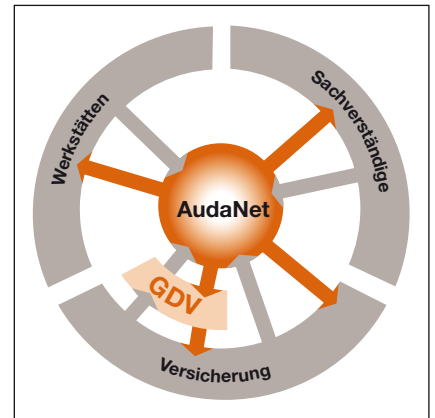 Werkstätten
Sachverständige
AudaNet
GDV
Versicherung